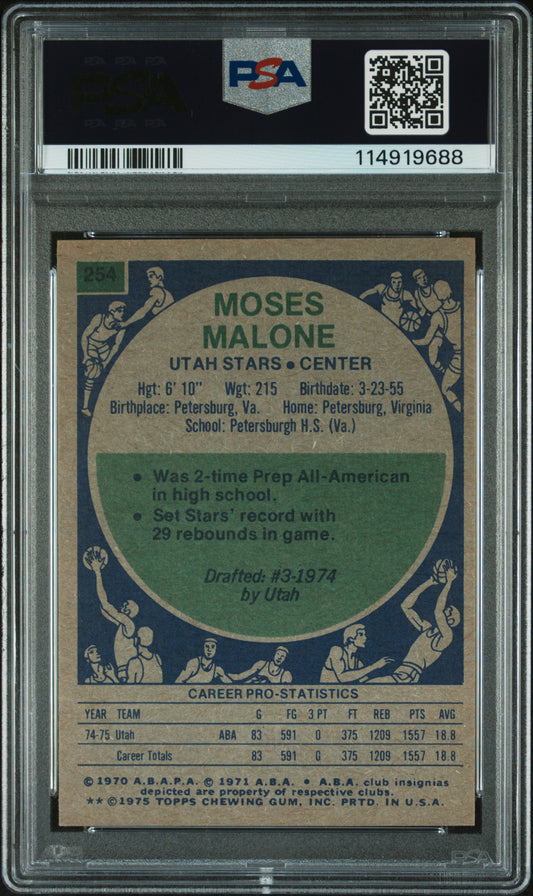 PSA
114919688
254
MOSES
MALONE
UTAH STARS • CENTER
Hgt: 6' 10" Wgt: 215 Birthdate: 3-23-55
Birthplace: Petersburg, Va. Home: Petersburg, Virginia
School: Petersburgh H.S. (Va.)
• Was 2-time Prep All-American
in high school.
• Set Stars' record with
29 rebounds in game.
Drafted: #3-1974
by Utah
CAREER PRO-STATISTICS
YEAR TEAM G FG 3 PT FT REB PTS AVG
74-75 Utah ABA 83 591 0 375 1209 1557 18.8
Career Totals 83 591 0 375 1209 1557 18.8
© 1970 A.B.A.P.A. © 1971 A.B.A. • A.B.A. club insignias
depicted are property of respective clubs.
** © 1975 TOPPS CHEWING GUM, INC. PRTD. IN U.S.A.
PSA